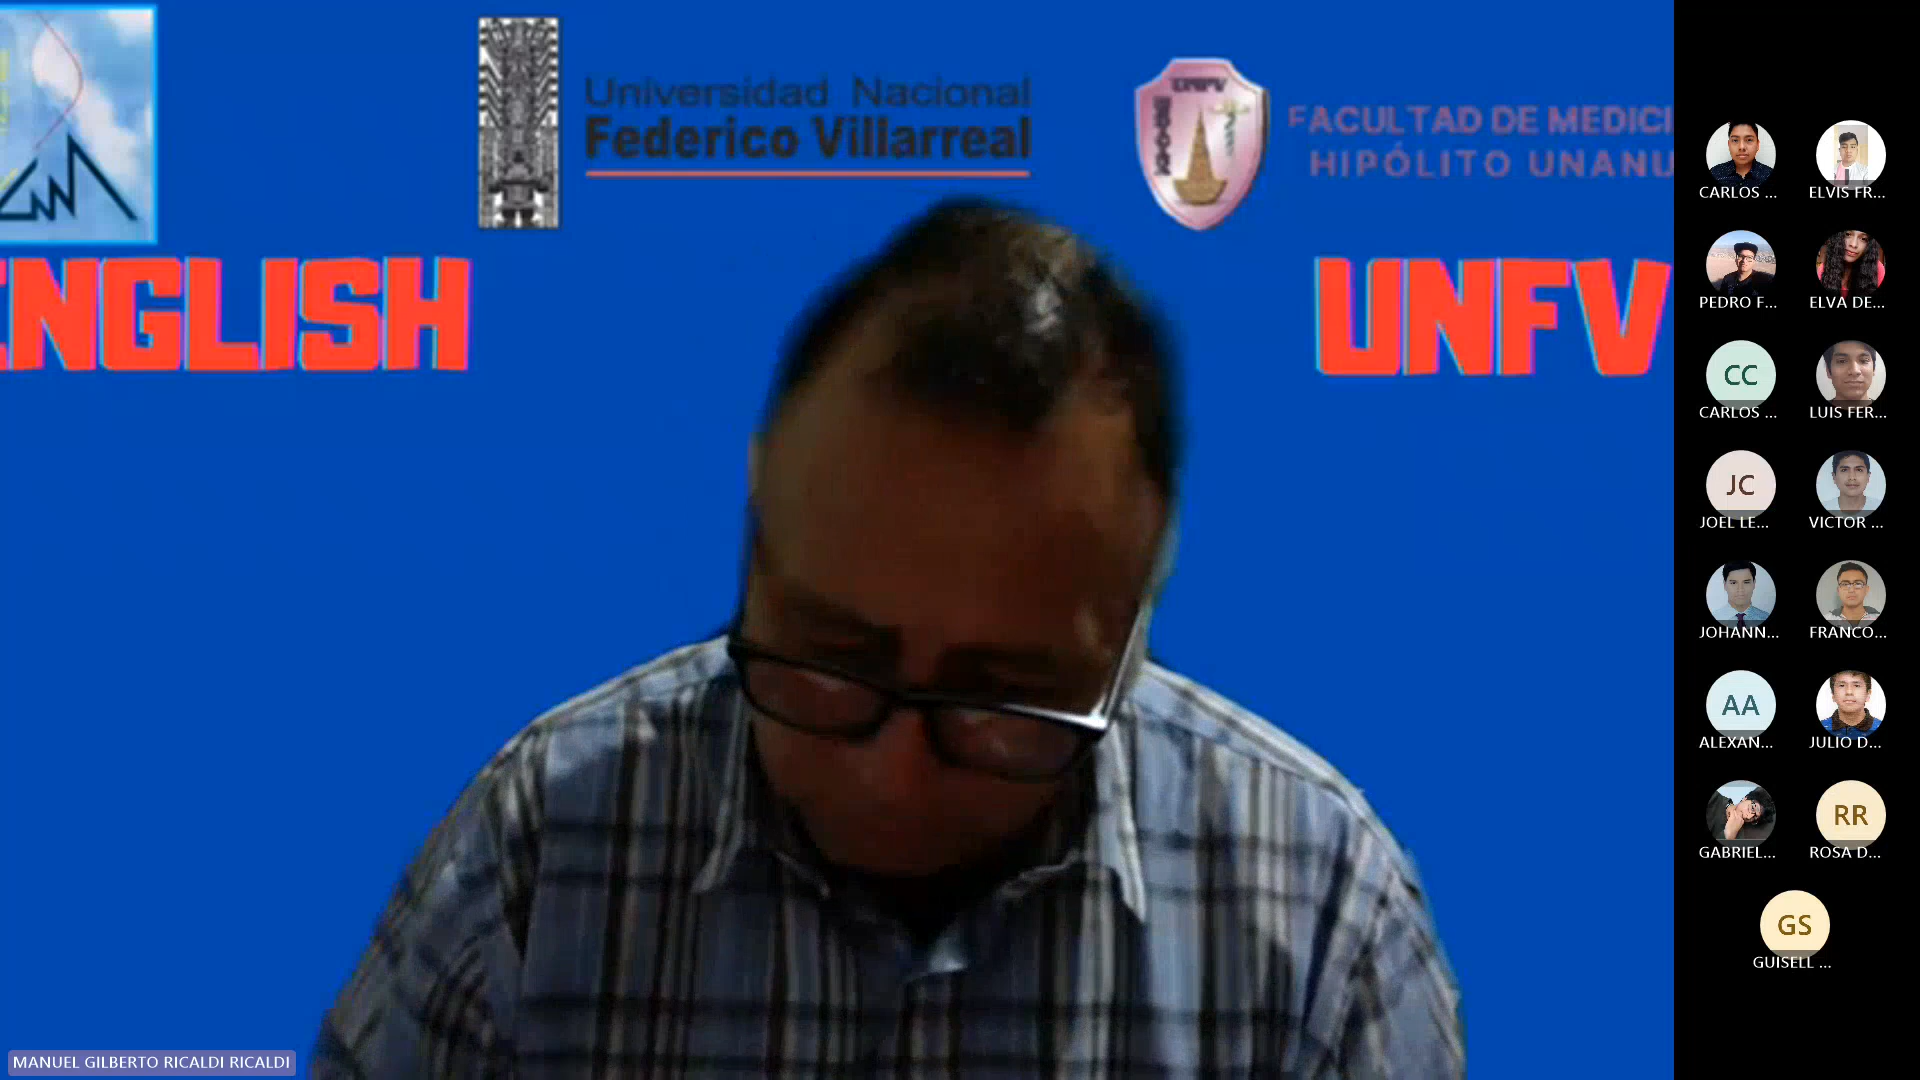 Universidad Nacional
Federico Villarreal
UNFV
FACULTAD DE MEDICI
HIPÓLITO UNANU
ENGLISH
UNFV
CARLOS ...
ELVIS FR...
PEDRO F...
ELVA DE...
CC
CARLOS ...
LUIS FER...
JC
JOEL LE...
VICTOR ...
JOHANN...
FRANCO...
AA
ALEXAN...
JULIO D...
GABRIEL...
RR
ROSA D...
GS
GUISELL ...
MANUEL GILBERTO RICALDI RICALDI